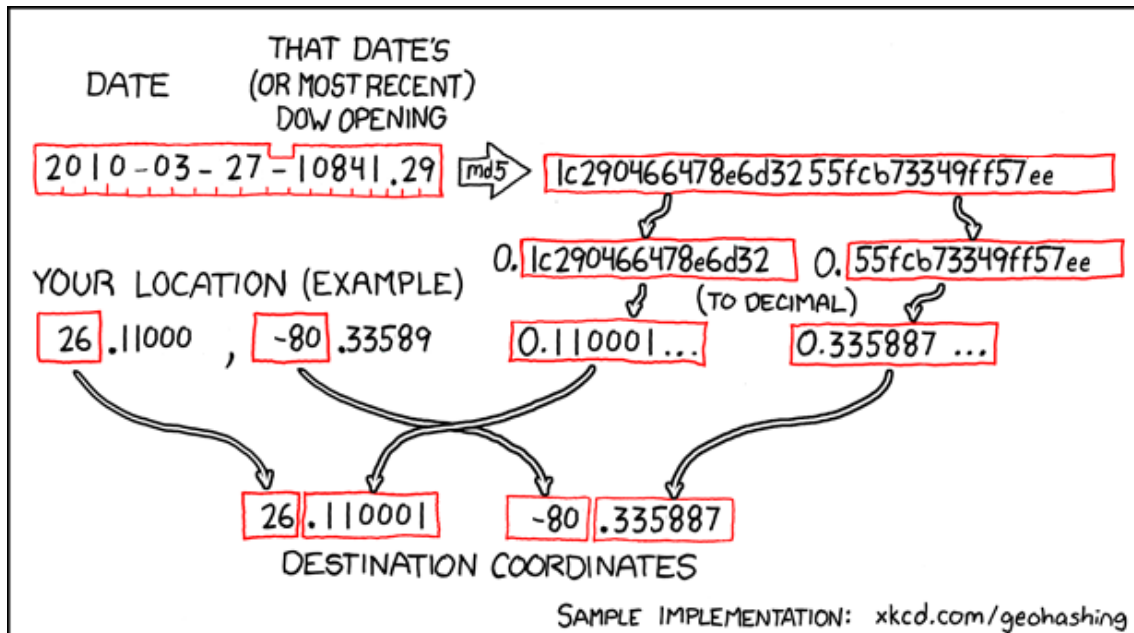 DATE
THAT DATE'S
(OR MOST RECENT)
DOW OPENING
2010-03-27-10841.29
md5
1c290466478e6d3255fcb73349ff57ee
0.1c290466478e6d32
0.55fcb73349ff57ee
YOUR LOCATION (EXAMPLE)
(TO DECIMAL)
26.11000, -80.33589
0.110001...
0.335887...
26.110001
-80.335887
DESTINATION COORDINATES
SAMPLE IMPLEMENTATION: xkcd.com/geohashing